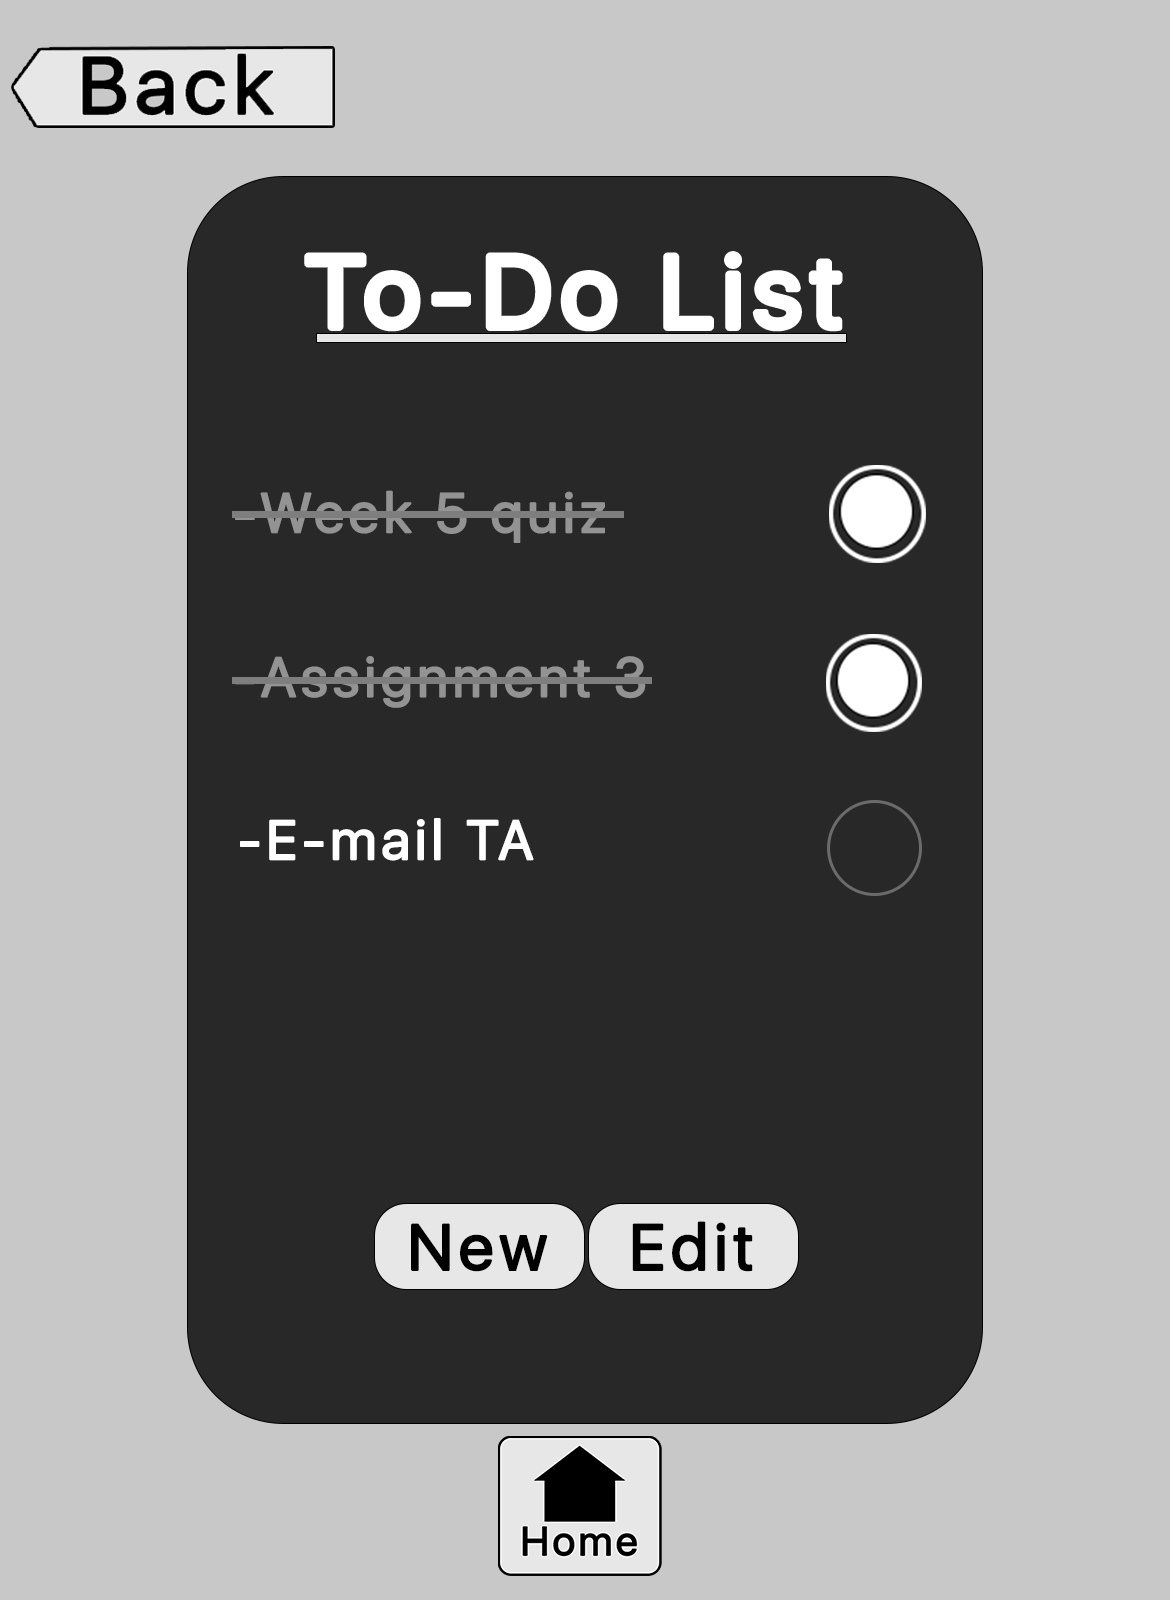 Back
To-Do List
-Week 5 quiz
-Assignment 3
-E-mail TA
New Edit
Home